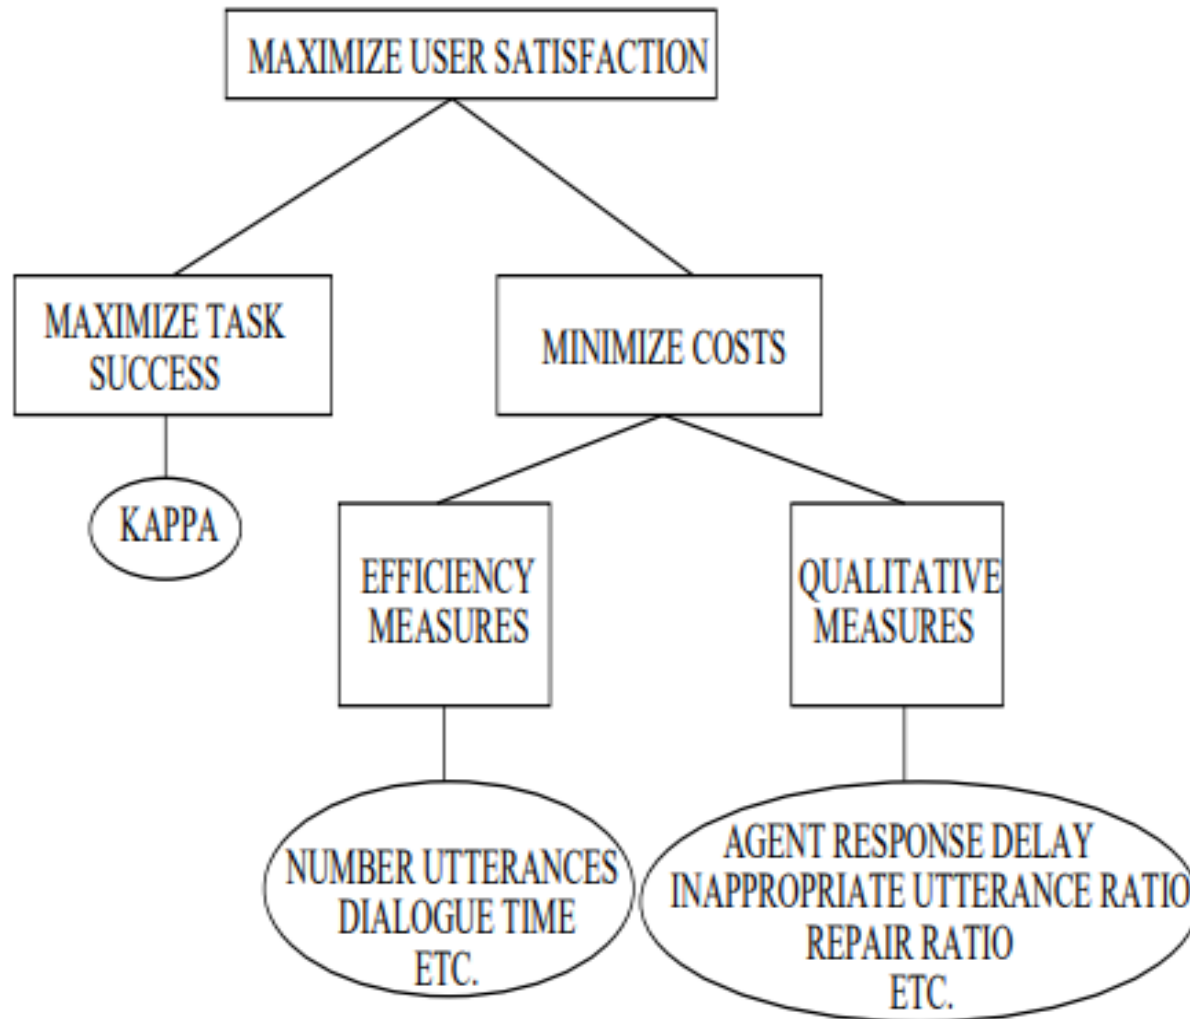 MAXIMIZE USER SATISFACTION
MAXIMIZE TASK
SUCCESS
MINIMIZE COSTS
KAPPA
EFFICIENCY
MEASURES
QUALITATIVE
MEASURES
NUMBER UTTERANCES
DIALOGUE TIME
ETC.
AGENT RESPONSE DELAY
INAPPROPRIATE UTTERANCE RATIO
REPAIR RATIO
ETC.